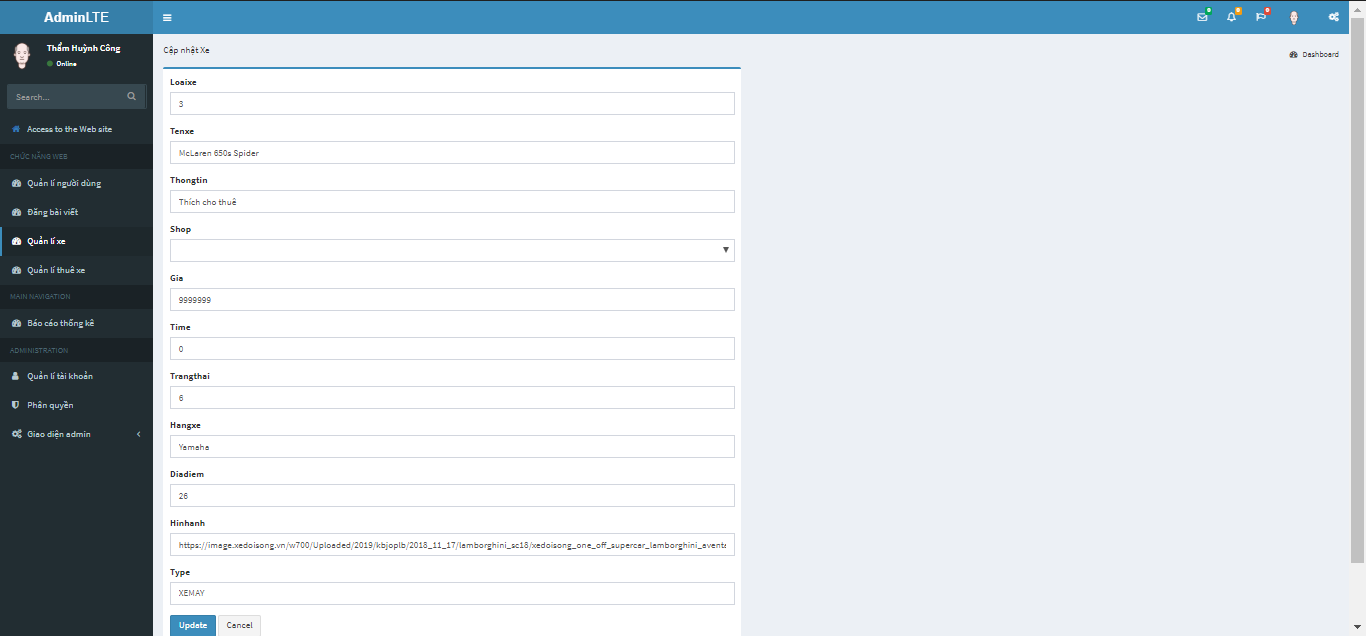 AdminLTE
Thẩm Huỳnh Công
Online
Search...
Access to the Web site
CHỨC NĂNG WEB
Quản lí người dùng
Đăng bài viết
Quản lí xe
Quản lí thuê xe
MAIN NAVIGATION
Báo cáo thống kê
ADMINISTRATION
Quản lí tài khoản
Phân quyền
Giao diện admin
Cập nhật Xe
Dashboard
Loaixe
3
Tenxe
McLaren 650s Spider
Thongtin
Thích cho thuê
Shop
Gia
9999999
Time
0
Trangthai
6
Hangxe
Yamaha
Diadiem
26
Hinhanh
https://image.xedoisong.vn/w700/Uploaded/2019/kbjoplb/2018_11_17/lamborghini_sc18/xedoisong_one_off_supercar_lamborghini_aventa
Type
XEMAY
Update
Cancel